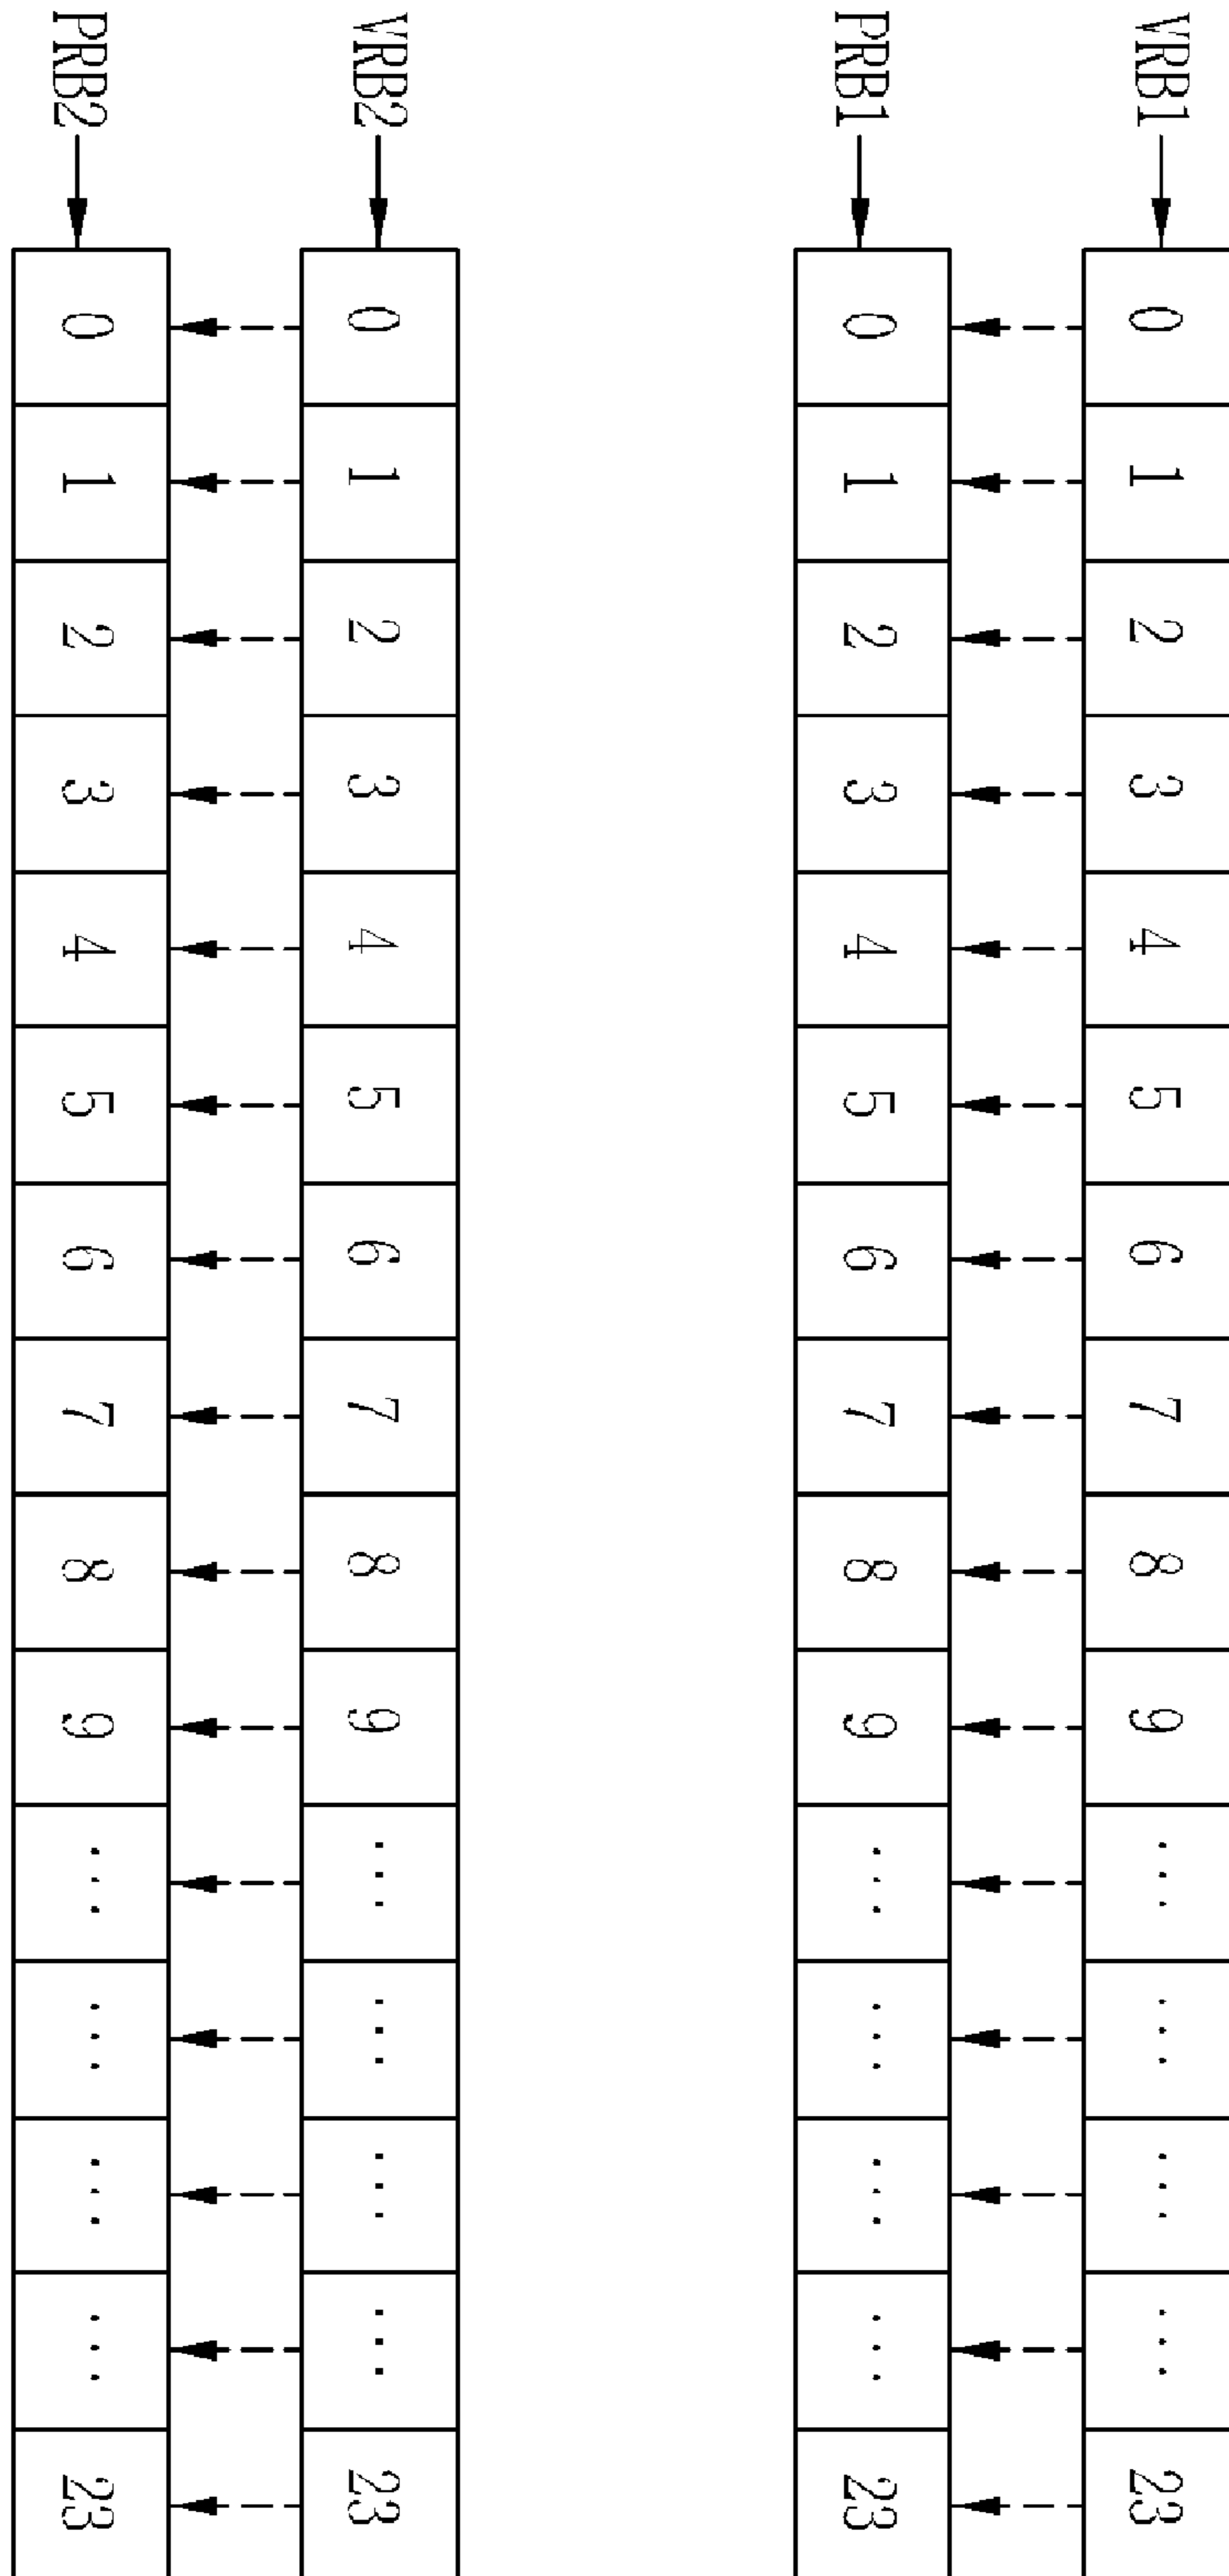 VRB1 0 1 2 3 4 5 6 7 8 9 ... ... ... ... 23
PRB1 0 1 2 3 4 5 6 7 8 9 ... ... ... ... 23
VRB2 0 1 2 3 4 5 6 7 8 9 ... ... ... ... 23
PRB2 0 1 2 3 4 5 6 7 8 9 ... ... ... ... 23